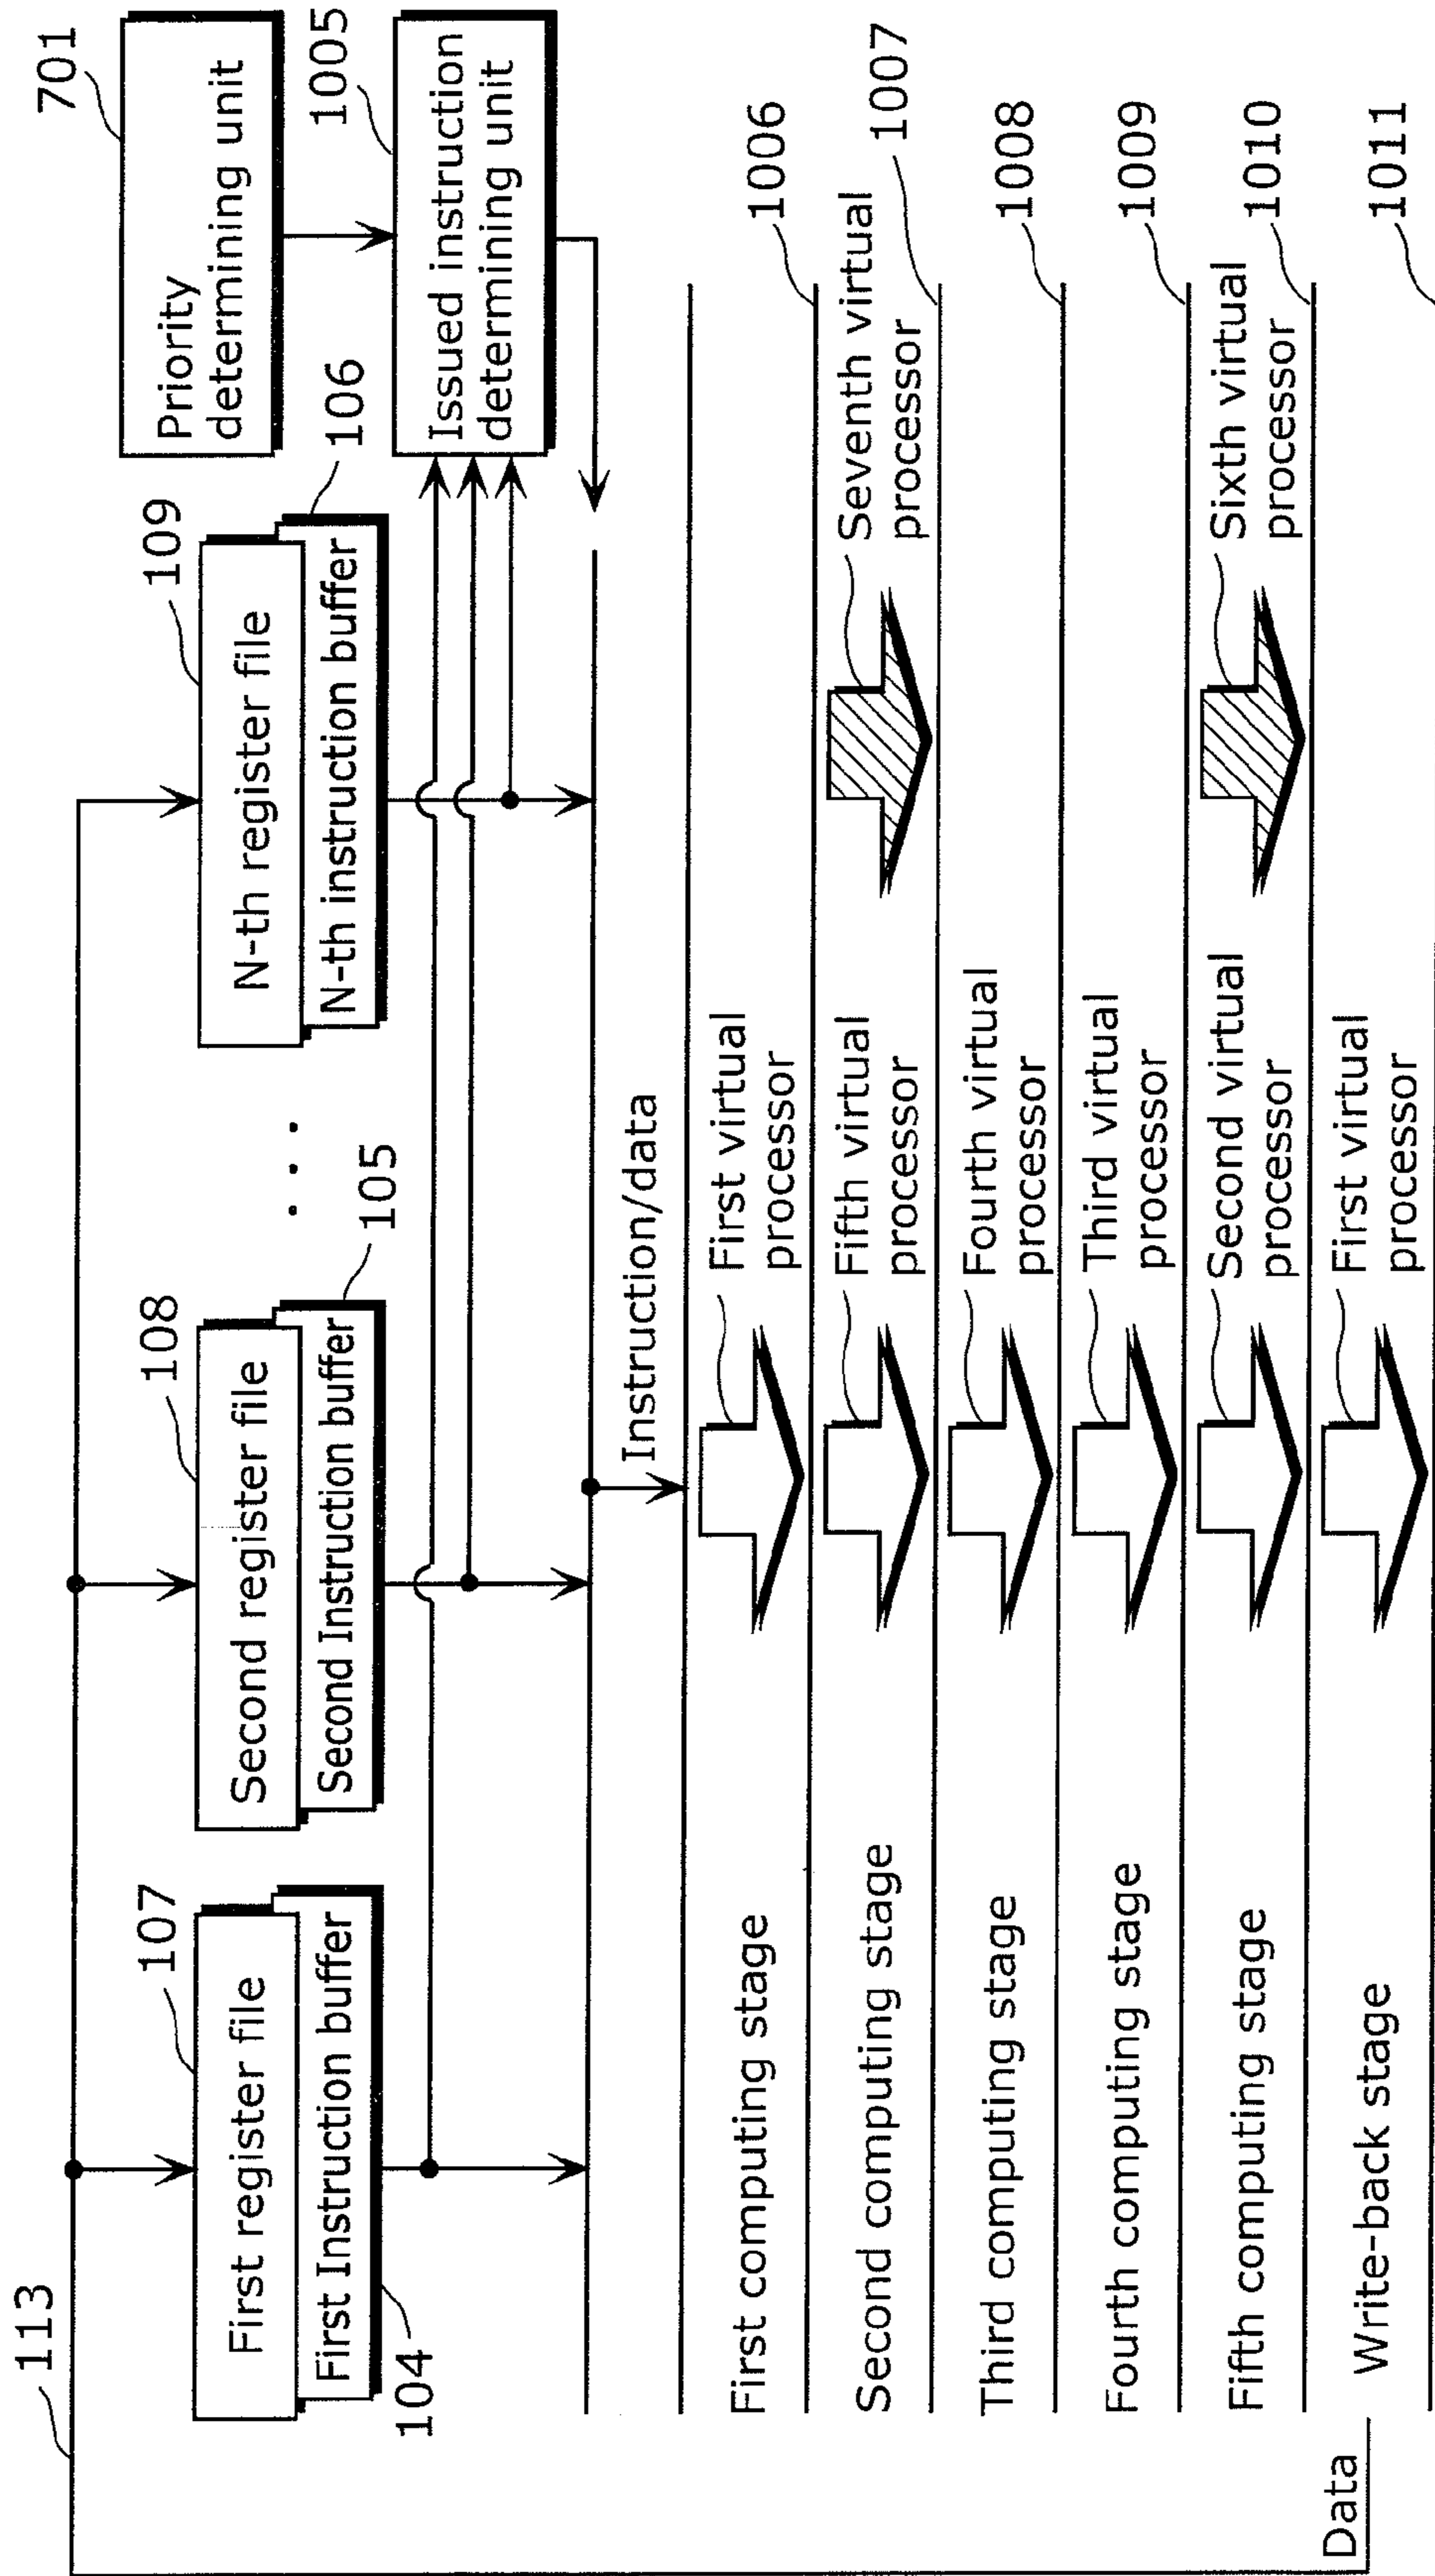 113
107
First register file
First Instruction buffer
104
108
Second register file
Second Instruction buffer
105
. . .
109
N-th register file
N-th instruction buffer
106
701
Priority
determining unit
1005
Issued instruction
determining unit
Instruction/data
First computing stage
First virtual
processor
1006
Second computing stage
Fifth virtual
processor
Seventh virtual
processor
1007
Third computing stage
Fourth virtual
processor
1008
Fourth computing stage
Third virtual
processor
1009
Fifth computing stage
Second virtual
processor
Sixth virtual
processor
1010
Data
Write-back stage
First virtual
processor
1011